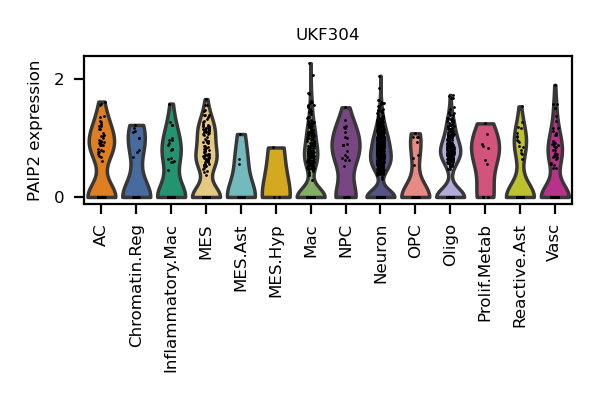 UKF304
PAIP2 expression
2
0
AC
Chromatin.Reg
Inflammatory.Mac
MES
MES.Ast
MES.Hyp
Mac
NPC
Neuron
OPC
Oligo
Prolif.Metab
Reactive.Ast
Vasc